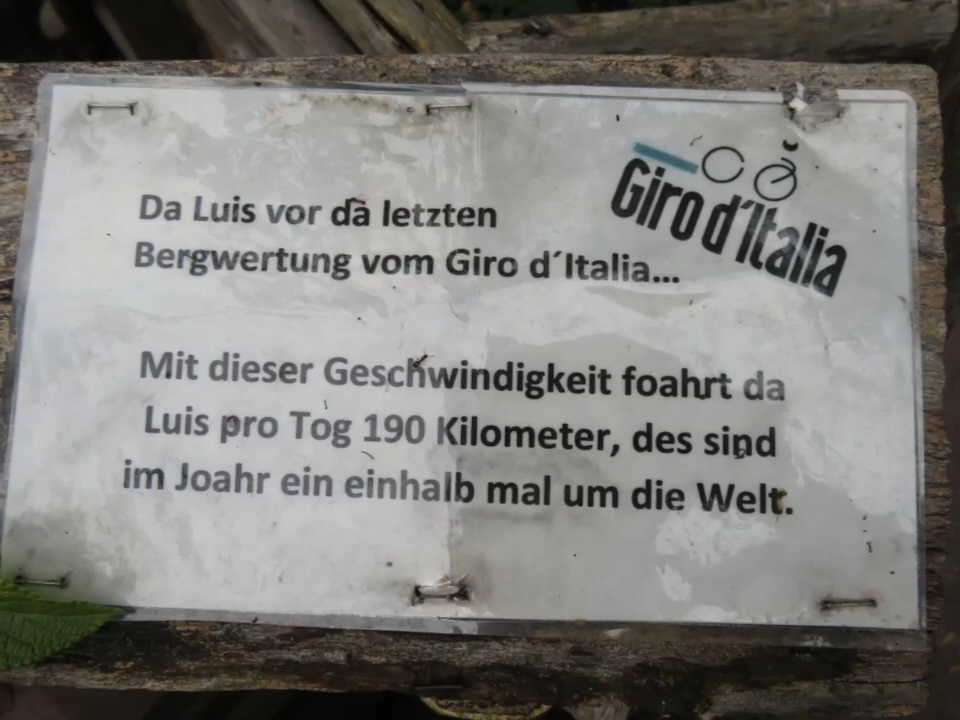 Giro d´Italia
Da Luis vor da letzten
Bergwertung vom Giro d´Italia...
Mit dieser Geschwindigkeit foahrt da
Luis pro Tog 190 Kilometer, des sind
im Joahr ein einhalb mal um die Welt.